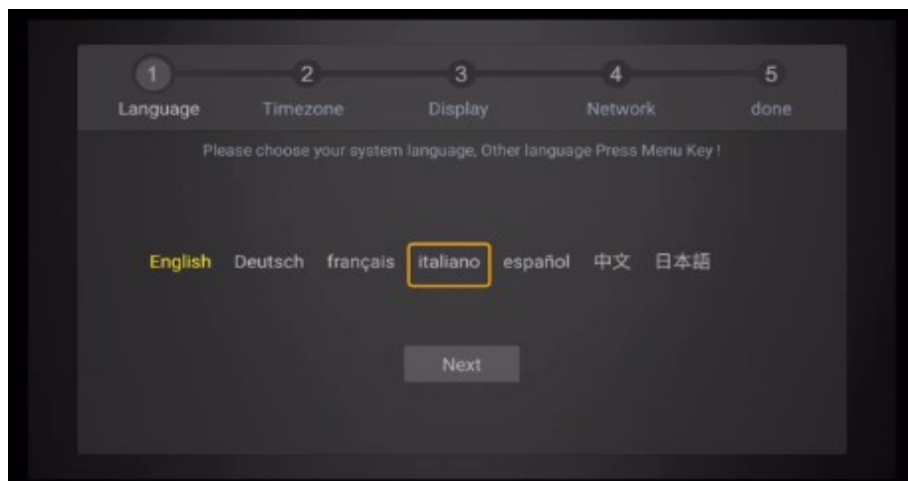 1 2 3 4 5
Language Timezone Display Network done
Please choose your system language, Other language Press Menu Key !
English Deutsch français italiano español 中文 日本語
Next